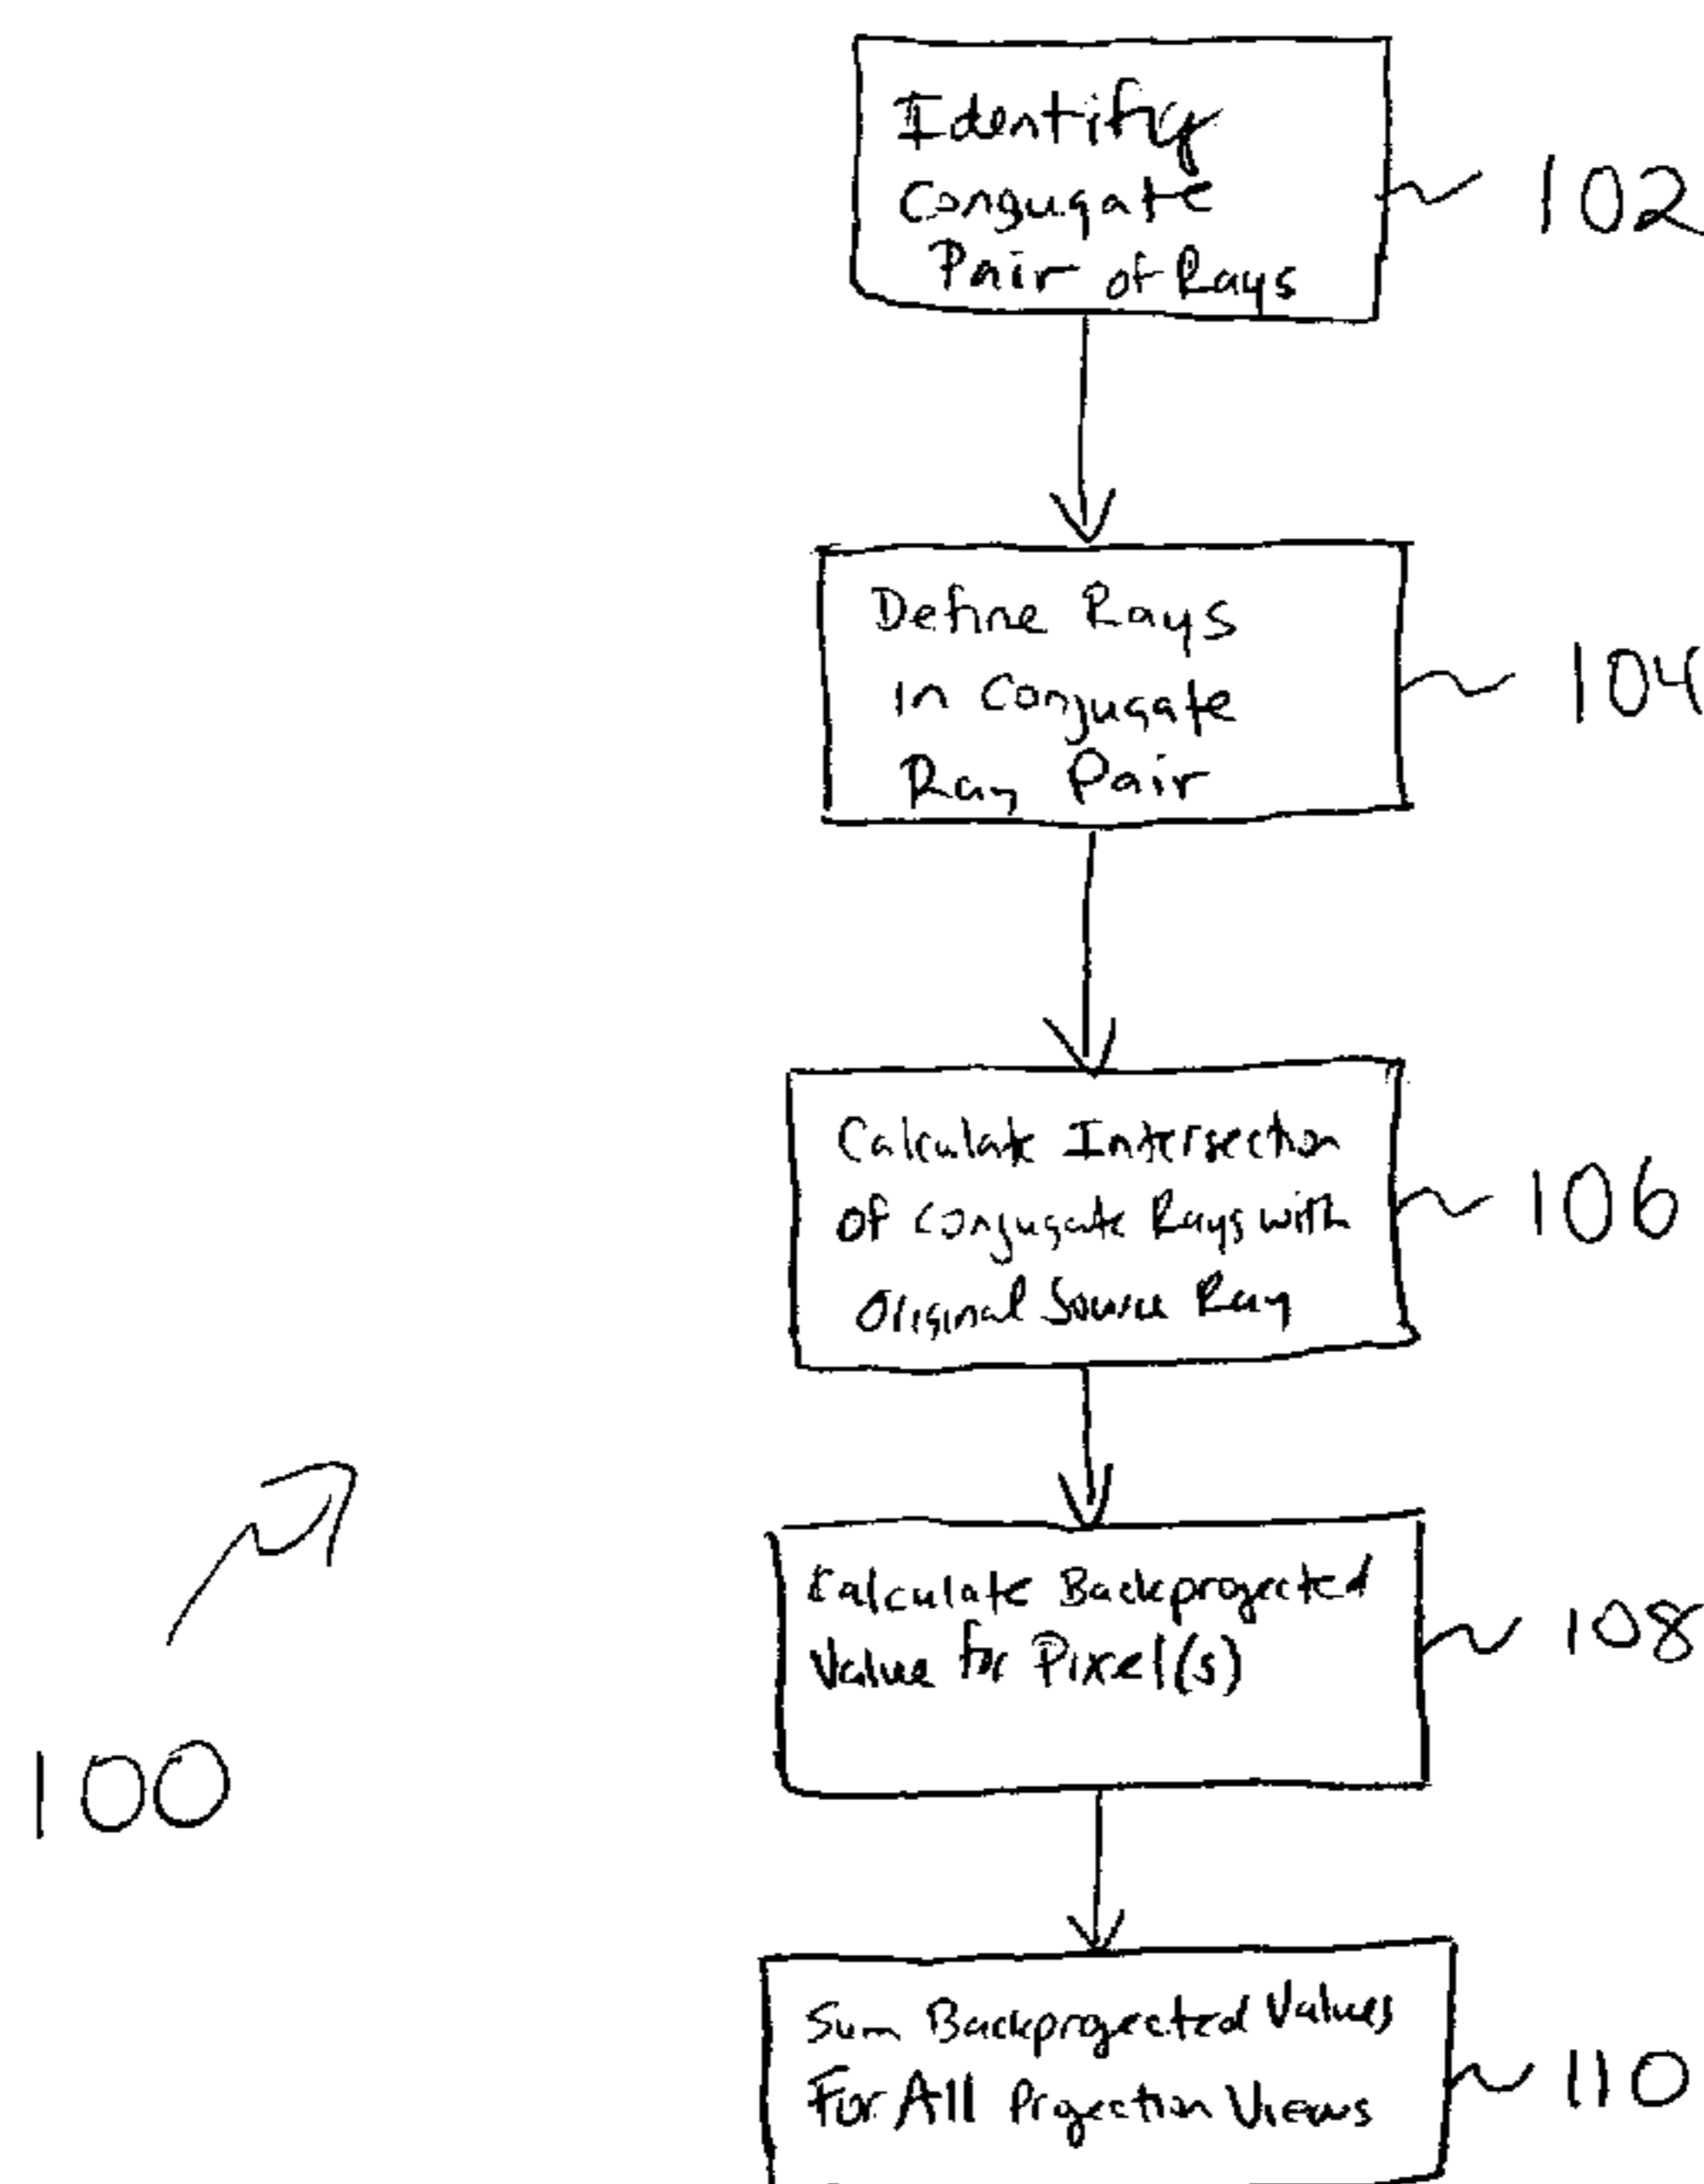 Identify
Conjugate
Pair of Rays
102
Define Rays
in Conjugate
Ray Pair
104
Calculate Intersection
of Conjugate Rays with
Original Source Ray
106
Calculate Backprojected
Value for Pixel(s)
108
100
Sum Backprojected Values
For All Projection Views
110